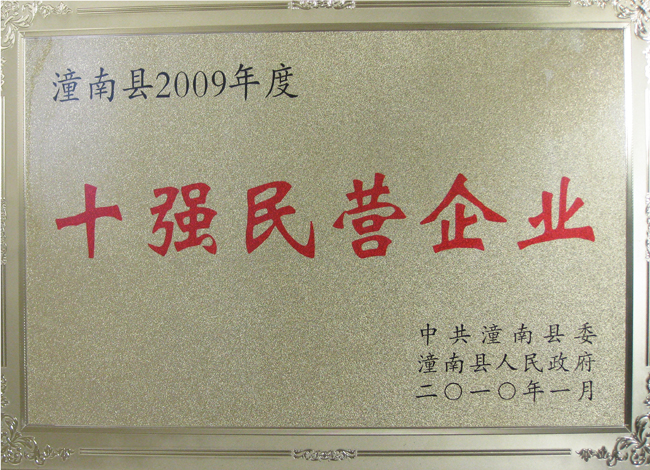 潼南县2009年度
十强民营企业
中共潼南县委
潼南县人民政府
二〇一〇年一月